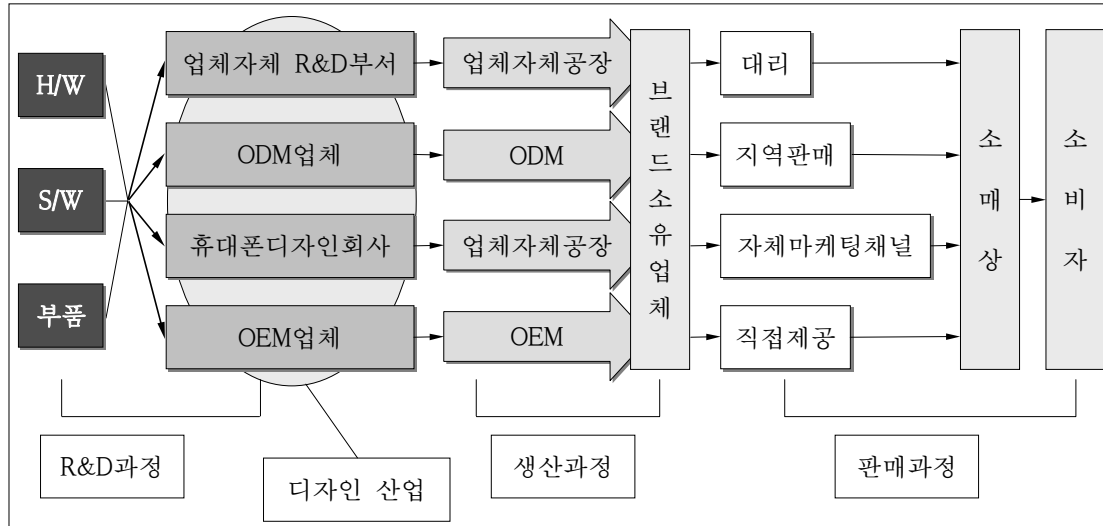 H/W
S/W
부품
업체자체 R&D부서
ODM업체
휴대폰디자인회사
OEM업체
업체자체공장
ODM
업체자체공장
OEM
브랜드소유업체
대리
지역판매
자체마케팅채널
직접제공
소매상
소비자
R&D과정
디자인 산업
생산과정
판매과정